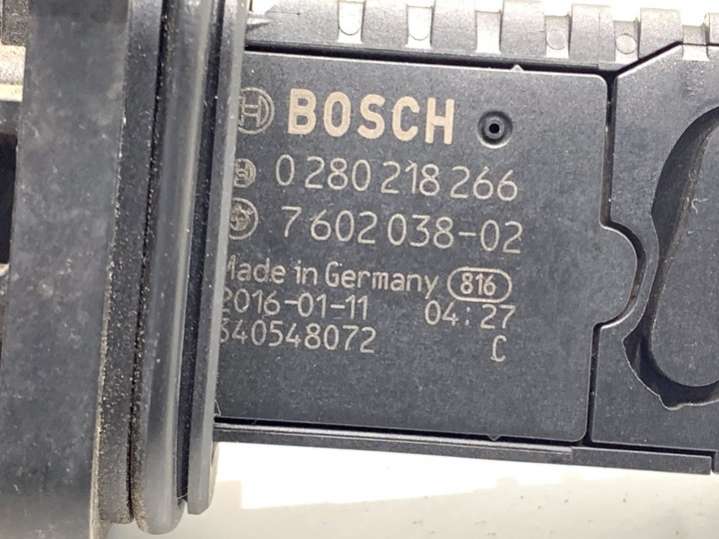 BOSCH
0 280 218 266
7 602 038-02
Made in Germany 816
2016-01-11 04:27
340548072 C